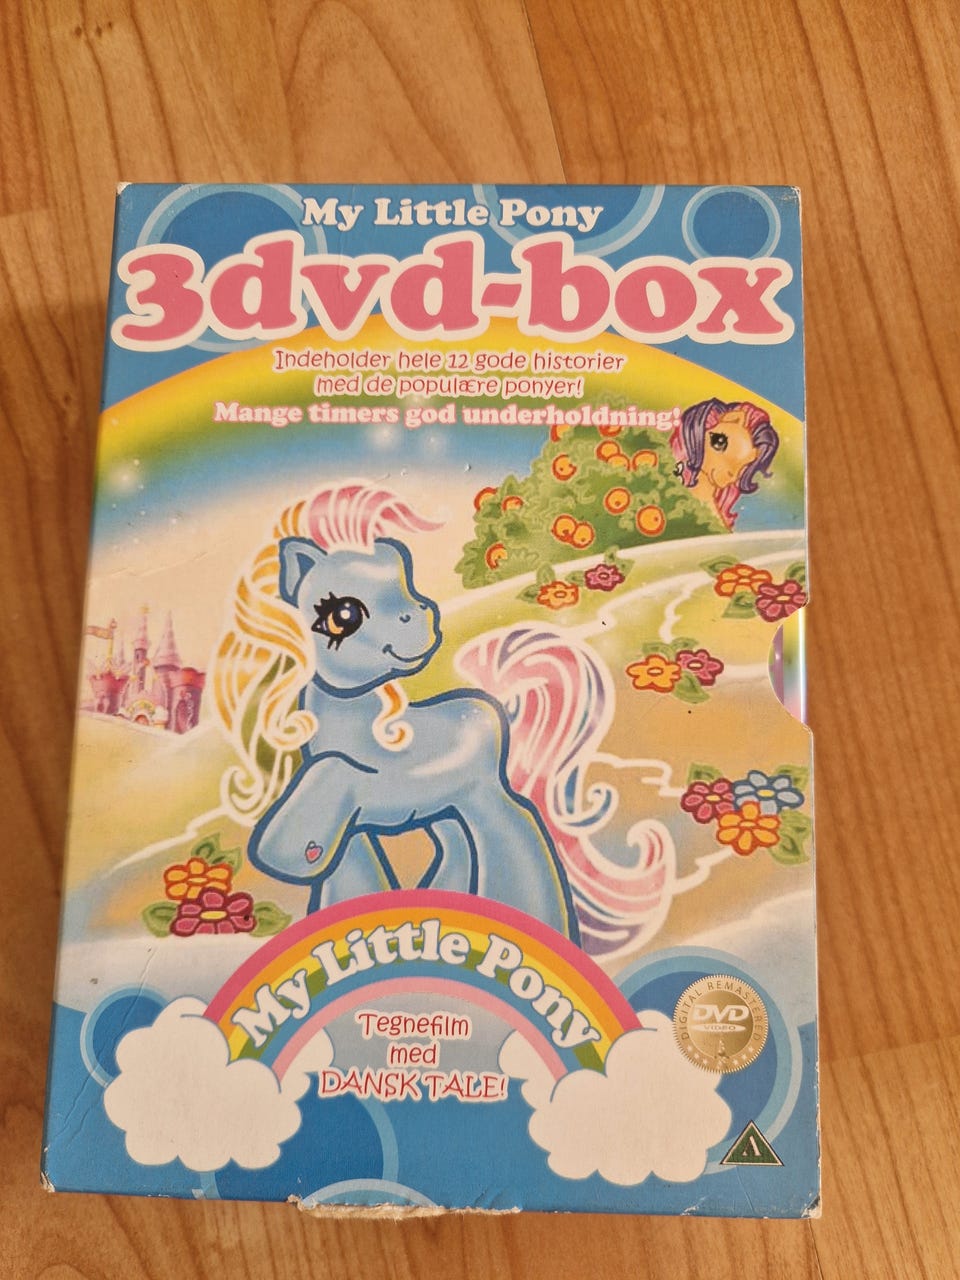 My Little Pony
3dvd-box
Indeholder hele 12 gode historier
med de populære ponyer!
Mange timers god underholdning!
My Little Pony
Tegnefilm
med
DANSK TALE!
DIGITAL REMASTERED
DVD
VIDEO
A